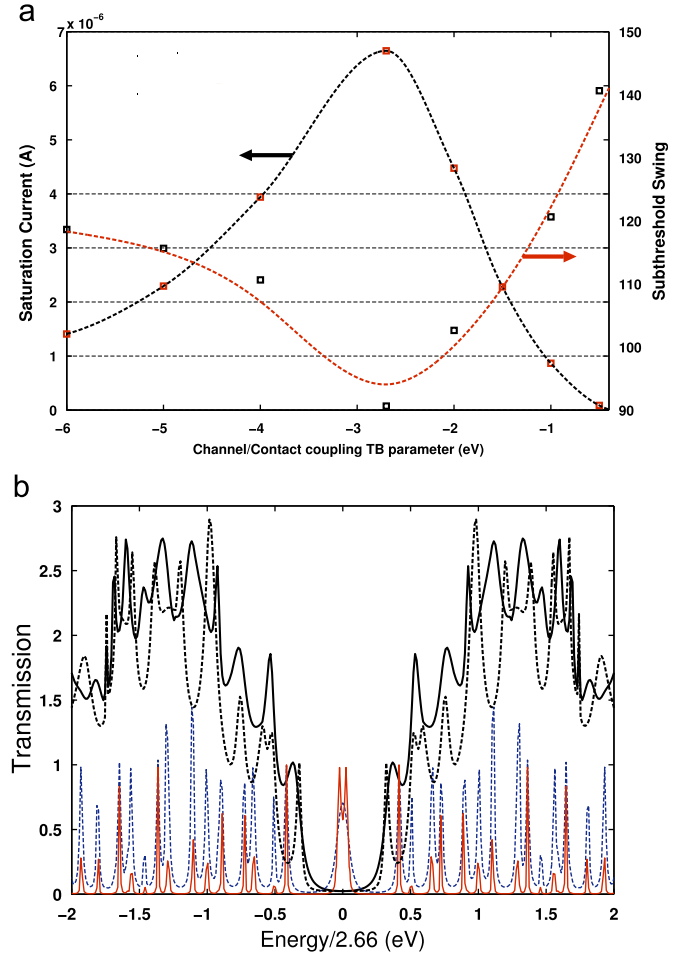 a
7 x 10⁻⁶
150
6
140
5
130
4
120
3
110
2
100
1
0
90
Saturation Current (A)
Subthreshold Swing
−6 −5 −4 −3 −2 −1
Channel/Contact coupling TB parameter (eV)
b
3
2.5
2
1.5
1
0.5
0
Transmission
−2 −1.5 −1 −0.5 0 0.5 1 1.5 2
Energy/2.66 (eV)